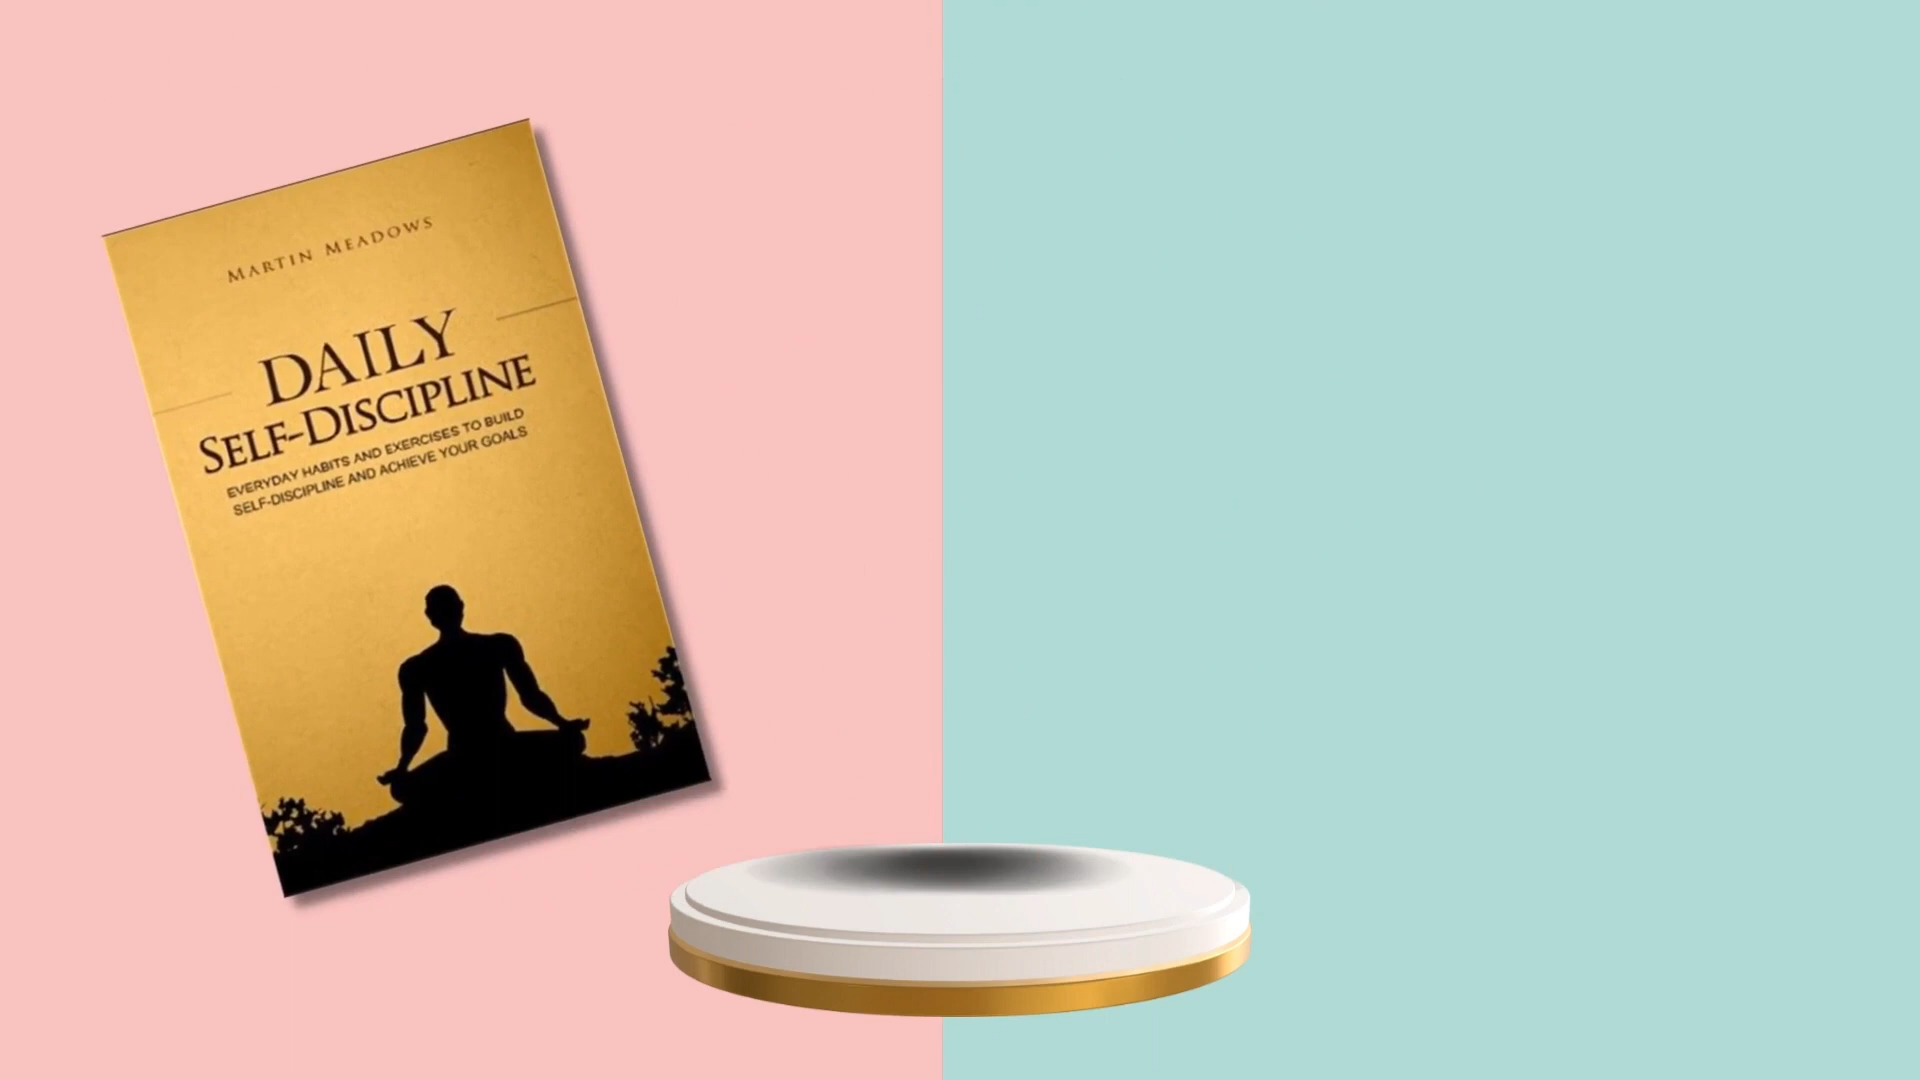 MARTIN MEADOWS
DAILY
SELF-DISCIPLINE
EVERYDAY HABITS AND EXERCISES TO BUILD
SELF-DISCIPLINE AND ACHIEVE YOUR GOALS